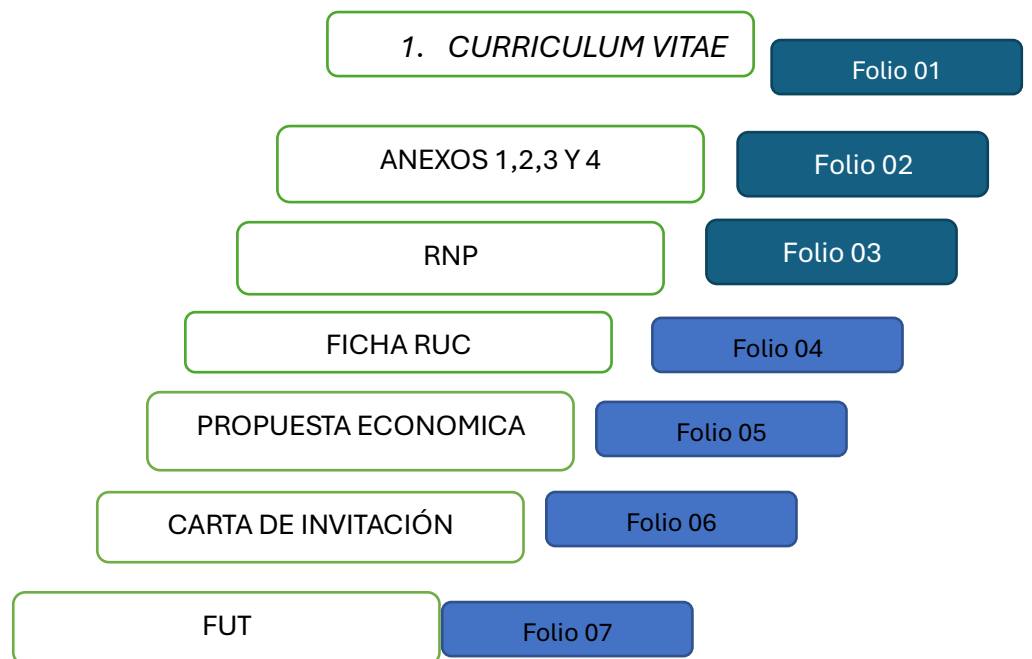 1. CURRICULUM VITAE
Folio 01
ANEXOS 1,2,3 Y 4
Folio 02
RNP
Folio 03
FICHA RUC
Folio 04
PROPUESTA ECONOMICA
Folio 05
CARTA DE INVITACIÓN
Folio 06
FUT
Folio 07